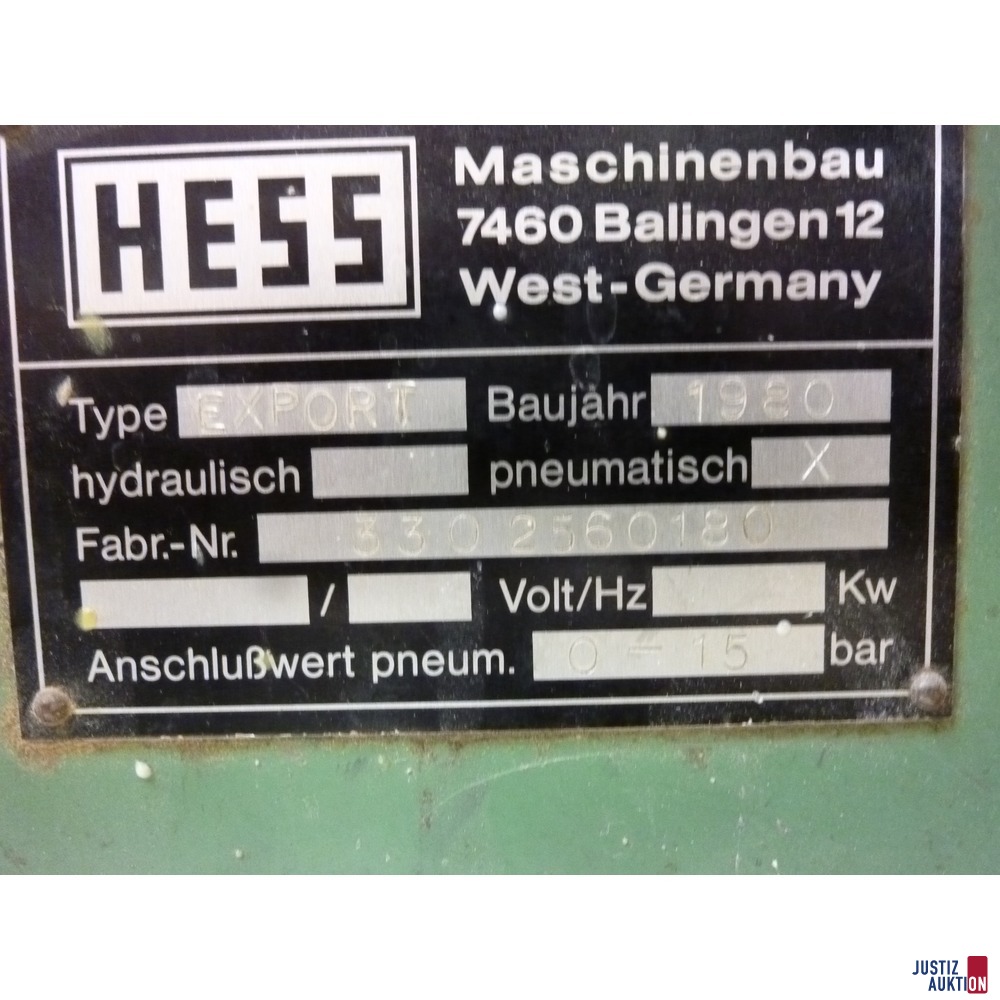 HESS
Maschinenbau
7460 Balingen 12
West-Germany
Type EXPORT Baujahr 1980
hydraulisch pneumatisch X
Fabr.-Nr. 330 2560180
/ Volt/Hz Kw
Anschlußwert pneum. 0-15 bar
JUSTIZ
AUKTION